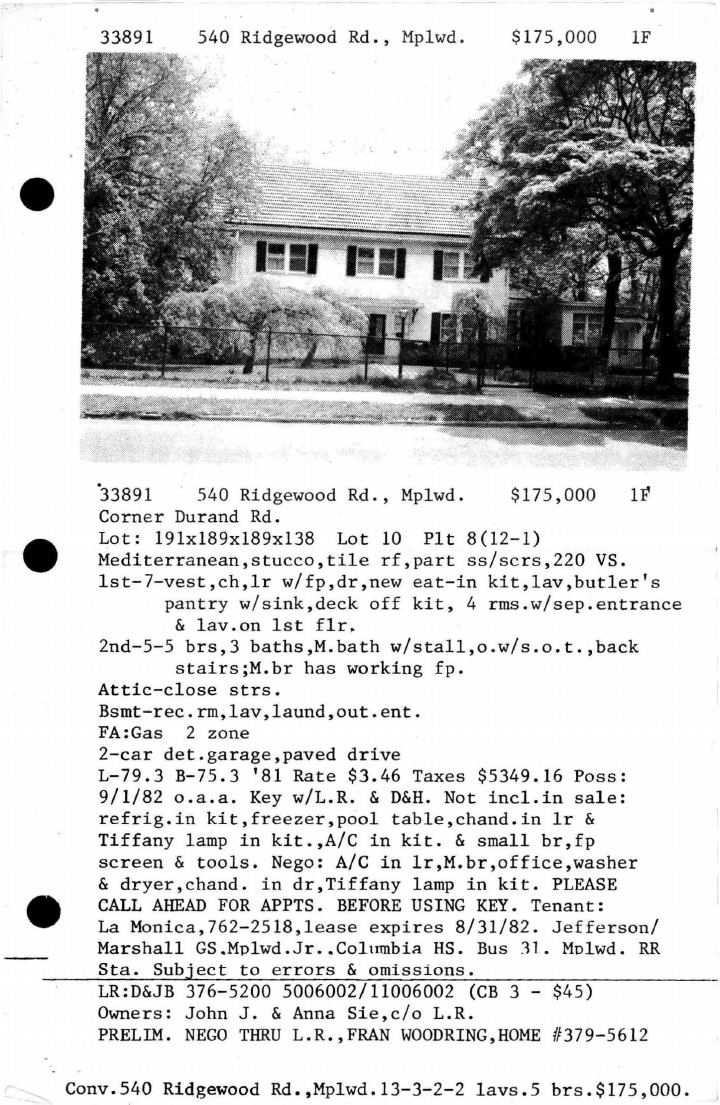 33891 540 Ridgewood Rd., Mplwd. $175,000 1F
33891 540 Ridgewood Rd., Mplwd. $175,000 1F
Corner Durand Rd.
Lot: 191x189x189x138 Lot 10 Plt 8(12-1)
Mediterranean,stucco,tile rf,part ss/scrs,220 VS.
1st-7-vest,ch,lr w/fp,dr,new eat-in kit,lav,butler's
pantry w/sink,deck off kit, 4 rms.w/sep.entrance
& lav.on 1st flr.
2nd-5-5 brs,3 baths,M.bath w/stall,o.w/s.o.t.,back
stairs;M.br has working fp.
Attic-close strs.
Bsmt-rec.rm,lav,laund,out.ent.
FA:Gas 2 zone
2-car det.garage,paved drive
L-79.3 B-75.3 '81 Rate $3.46 Taxes $5349.16 Poss:
9/1/82 o.a.a. Key w/L.R. & D&H. Not incl.in sale:
refrig.in kit,freezer,pool table,chand.in lr &
Tiffany lamp in kit.,A/C in kit. & small br,fp
screen & tools. Nego: A/C in lr,M.br,office,washer
& dryer,chand. in dr,Tiffany lamp in kit. PLEASE
CALL AHEAD FOR APPTS. BEFORE USING KEY. Tenant:
La Monica,762-2518,lease expires 8/31/82. Jefferson/
Marshall GS.Mplwd.Jr.,Columbia HS. Bus 31. Mplwd. RR
Sta. Subject to errors & omissions.
LR:D&JB 376-5200 5006002/11006002 (CB 3 - $45)
Owners: John J. & Anna Sie,c/o L.R.
PRELIM. NEGO THRU L.R.,FRAN WOODRING,HOME #379-5612
Conv.540 Ridgewood Rd.,Mplwd.13-3-2-2 lavs.5 brs.$175,000.